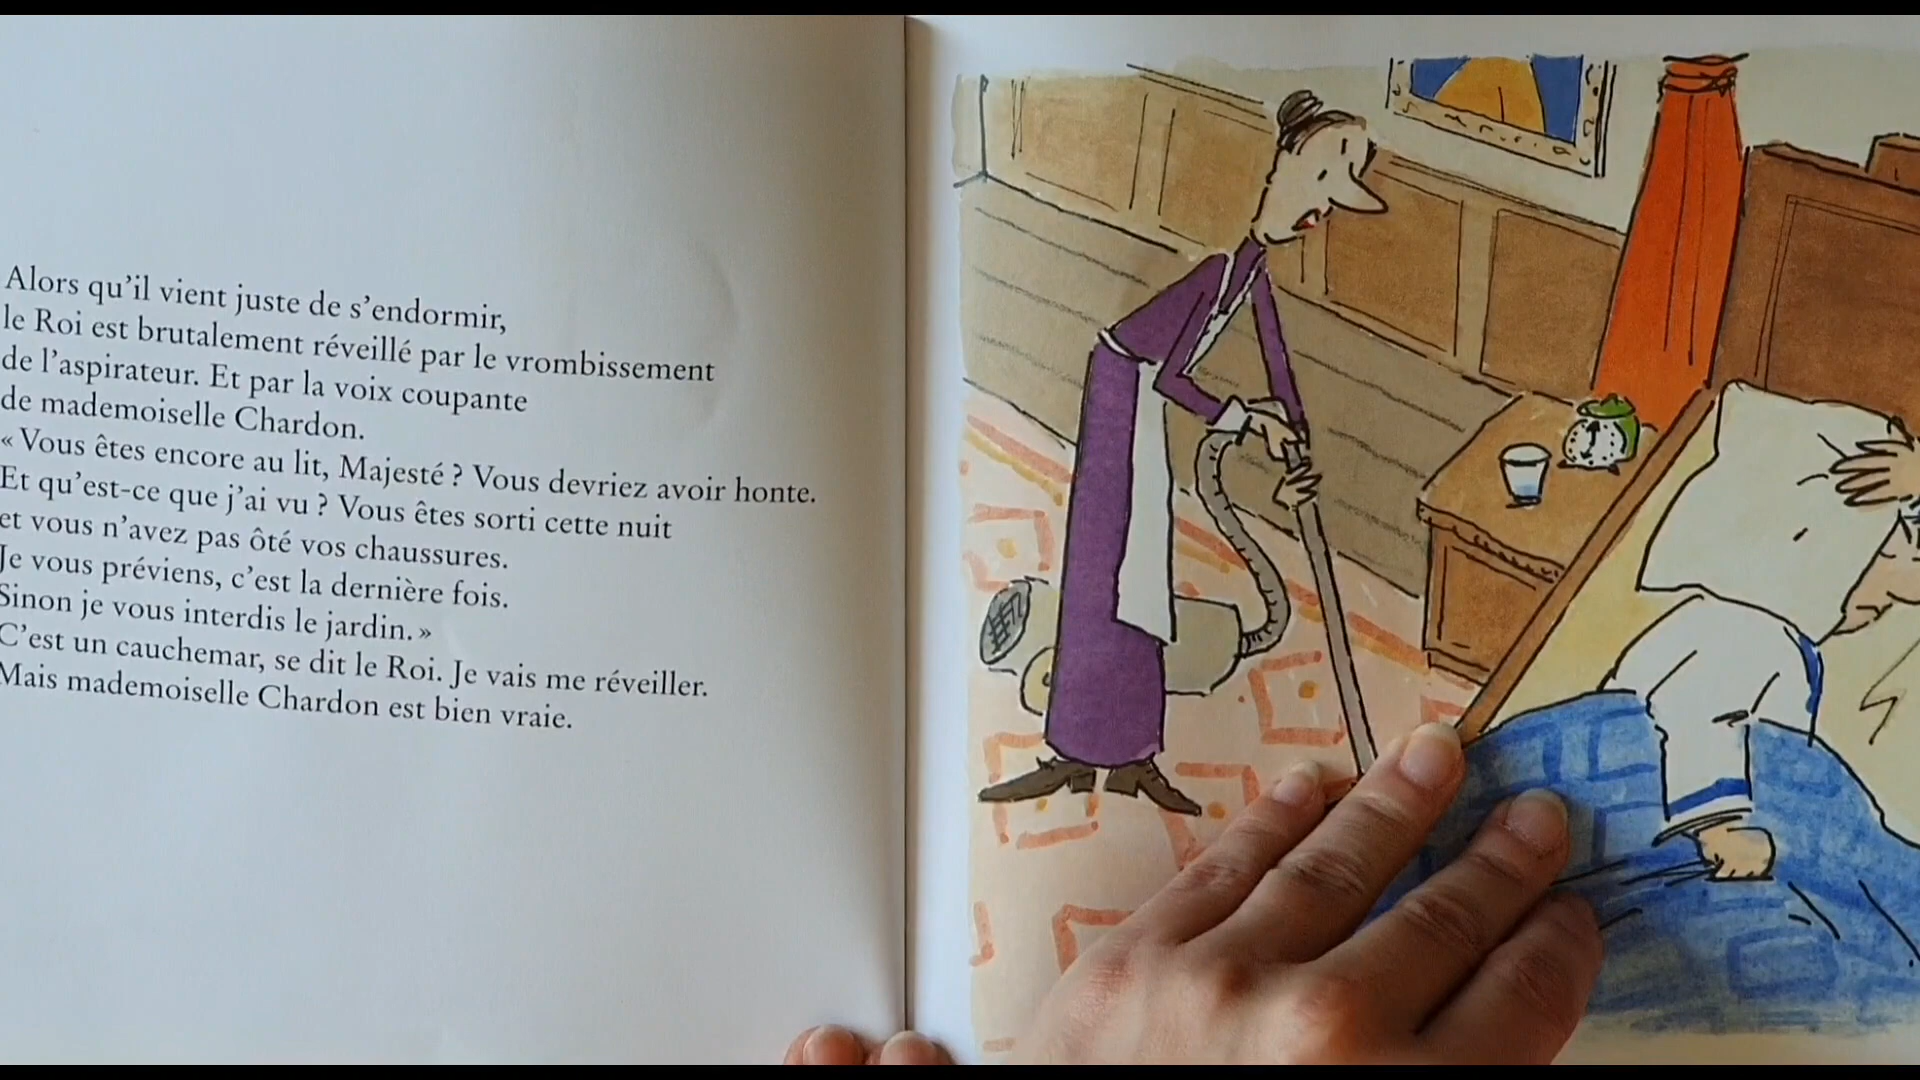 Alors qu'il vient juste de s'endormir,
le Roi est brutalement réveillé par le vrombissement
de l'aspirateur. Et par la voix coupante
de mademoiselle Chardon.
« Vous êtes encore au lit, Majesté ? Vous devriez avoir honte.
Et qu'est-ce que j'ai vu ? Vous êtes sorti cette nuit
et vous n'avez pas ôté vos chaussures.
Je vous préviens, c'est la dernière fois.
Sinon je vous interdis le jardin. »
C'est un cauchemar, se dit le Roi. Je vais me réveiller.
Mais mademoiselle Chardon est bien vraie.